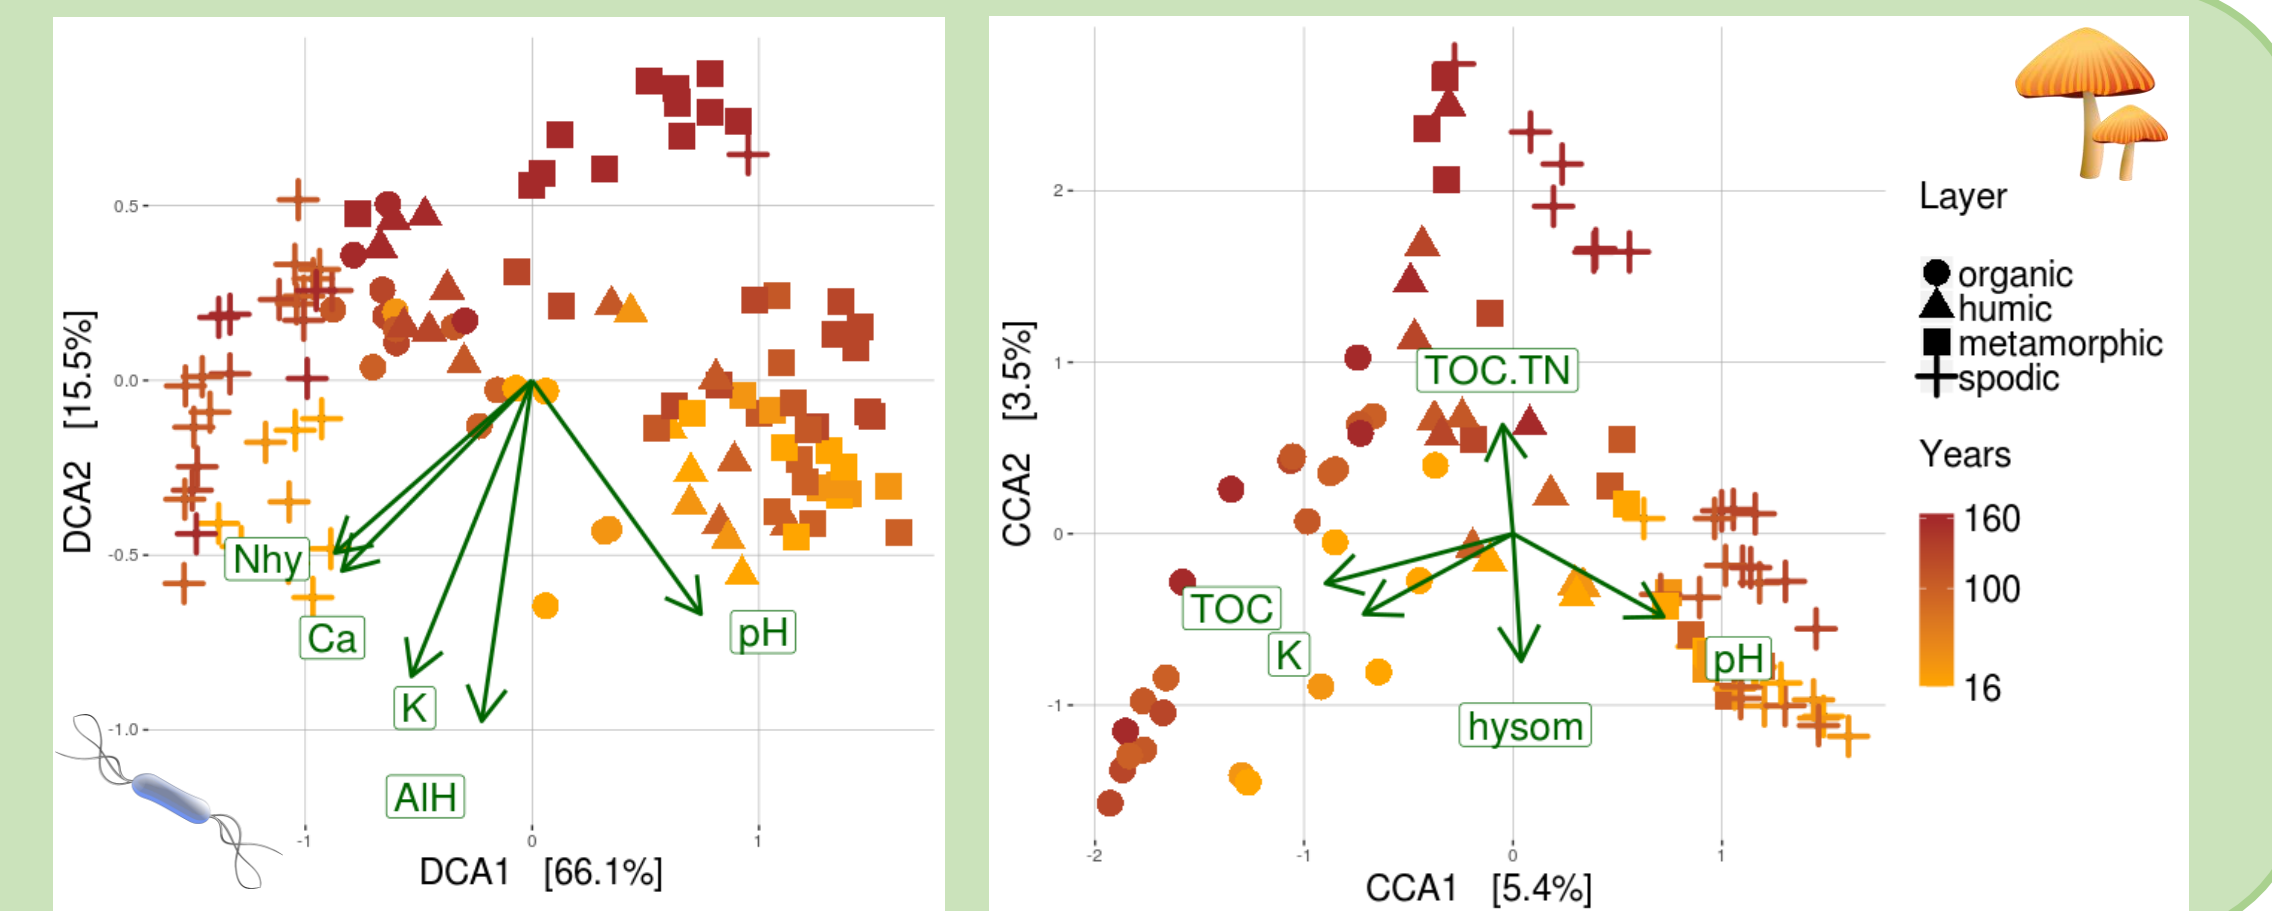 DCA2 [15.5%]
0.5
0.0
-0.5
-1.0
Nhy
Ca
K
AlH
pH
-1
0
1
DCA1 [66.1%]
CCA2 [3.5%]
2
1
0
-1
TOC.TN
TOC
K
hysom
pH
-2
-1
0
1
CCA1 [5.4%]
Layer
organic
humic
metamorphic
spodic
Years
160
100
16